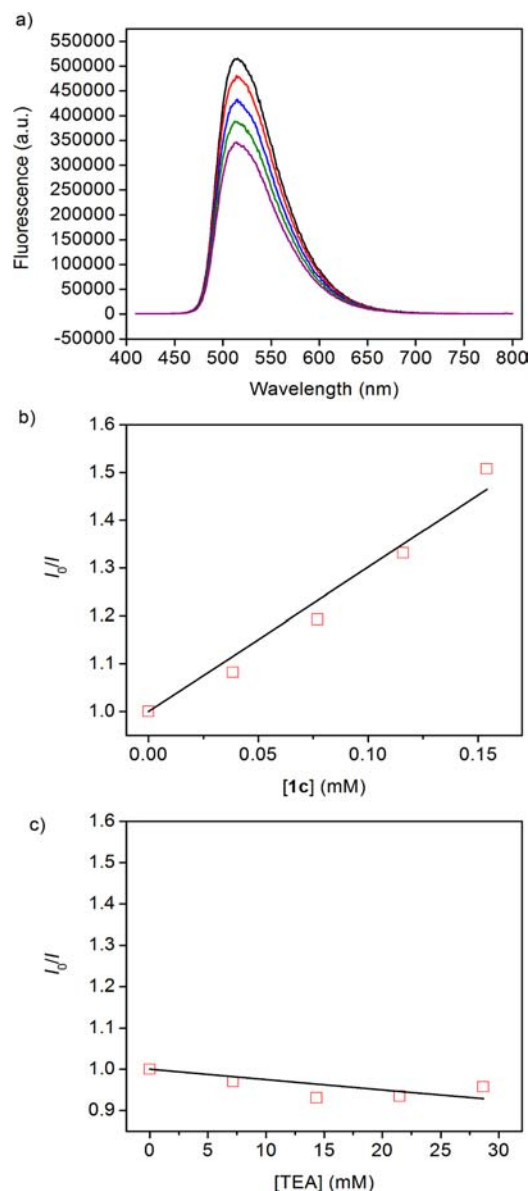 a)
550000
500000
450000
400000
350000
300000
250000
200000
150000
100000
50000
0
-50000
Fluorescence (a.u.)
400 450 500 550 600 650 700 750 800
Wavelength (nm)
b)
1.6
1.5
1.4
1.3
1.2
1.1
1.0
I0/I
0.00 0.05 0.10 0.15
[1c] (mM)
c)
1.6
1.5
1.4
1.3
1.2
1.1
1.0
0.9
I0/I
0 5 10 15 20 25 30
[TEA] (mM)